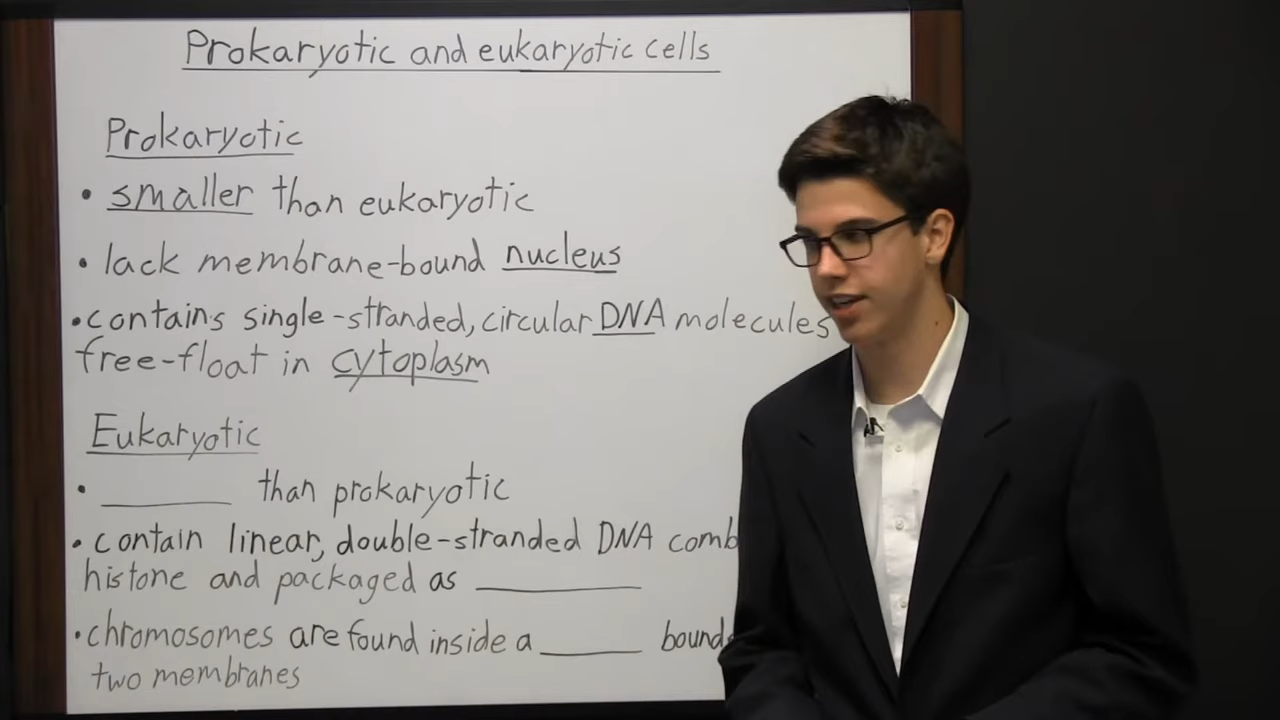 Prokaryotic and eukaryotic cells
Prokaryotic
• smaller than eukaryotic
• lack membrane-bound nucleus
• contains single-stranded, circular DNA molecules
free-float in cytoplasm
Eukaryotic
• ______ than prokaryotic
• contain linear, double-stranded DNA comb
histone and packaged as ______
• chromosomes are found inside a ______ bound
two membranes